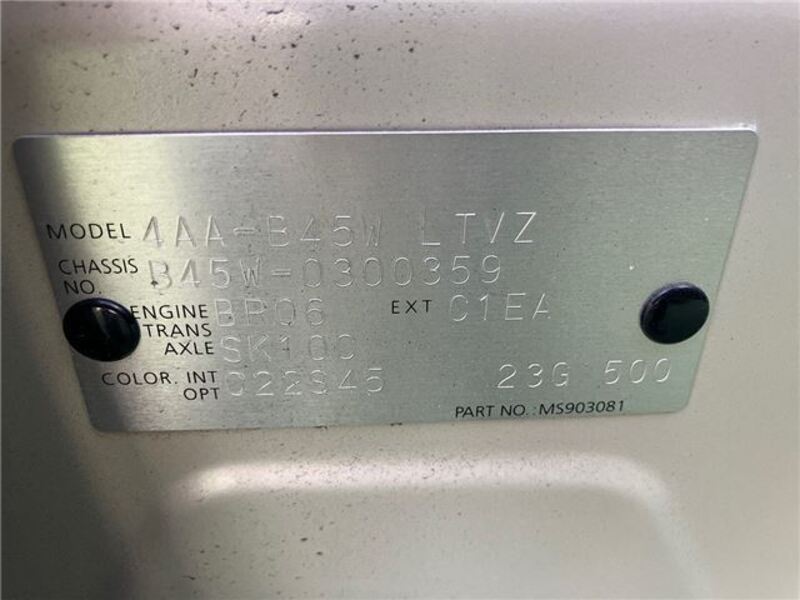 MODEL 4AA-B45W LTVZ
CHASSIS NO. B45W-0300359
ENGINE BR06 EXT C1EA
TRANS AXLE SK10C
COLOR. INT OPT C22S45 23G 500
PART NO.: MS903081